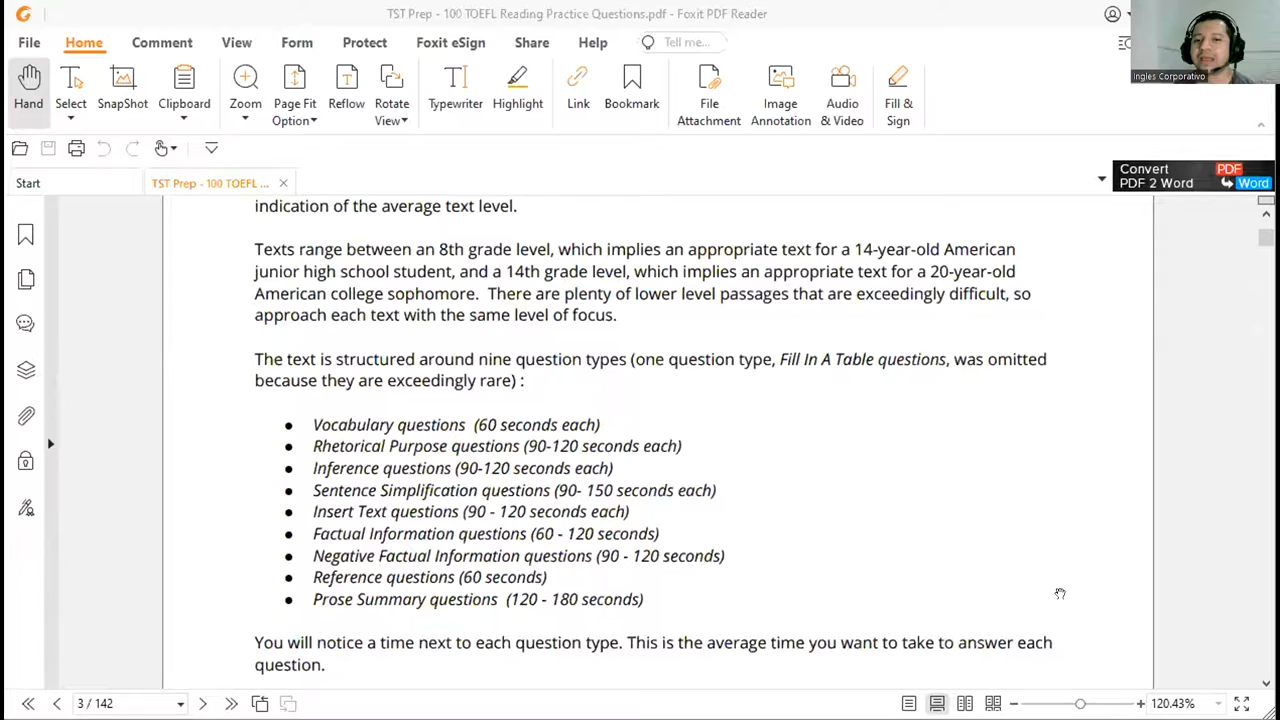 TST Prep - 100 TOEFL Reading Practice Questions.pdf - Foxit PDF Reader
File Home Comment View Form Protect Foxit eSign Share Help Tell me...
Ingles Corporativo
Hand Select SnapShot Clipboard Zoom Page Fit Option Reflow Rotate View Typewriter Highlight Link Bookmark File Attachment Image Annotation Audio & Video Fill & Sign
Start TST Prep - 100 TOEFL ...
Convert PDF
PDF 2 Word Word
indication of the average text level.
Texts range between an 8th grade level, which implies an appropriate text for a 14-year-old American
junior high school student, and a 14th grade level, which implies an appropriate text for a 20-year-old
American college sophomore. There are plenty of lower level passages that are exceedingly difficult, so
approach each text with the same level of focus.
The text is structured around nine question types (one question type, Fill In A Table questions, was omitted
because they are exceedingly rare) :
● Vocabulary questions (60 seconds each)
● Rhetorical Purpose questions (90-120 seconds each)
● Inference questions (90-120 seconds each)
● Sentence Simplification questions (90- 150 seconds each)
● Insert Text questions (90 - 120 seconds each)
● Factual Information questions (60 - 120 seconds)
● Negative Factual Information questions (90 - 120 seconds)
● Reference questions (60 seconds)
● Prose Summary questions (120 - 180 seconds)
You will notice a time next to each question type. This is the average time you want to take to answer each
question.
3 / 142 120.43%